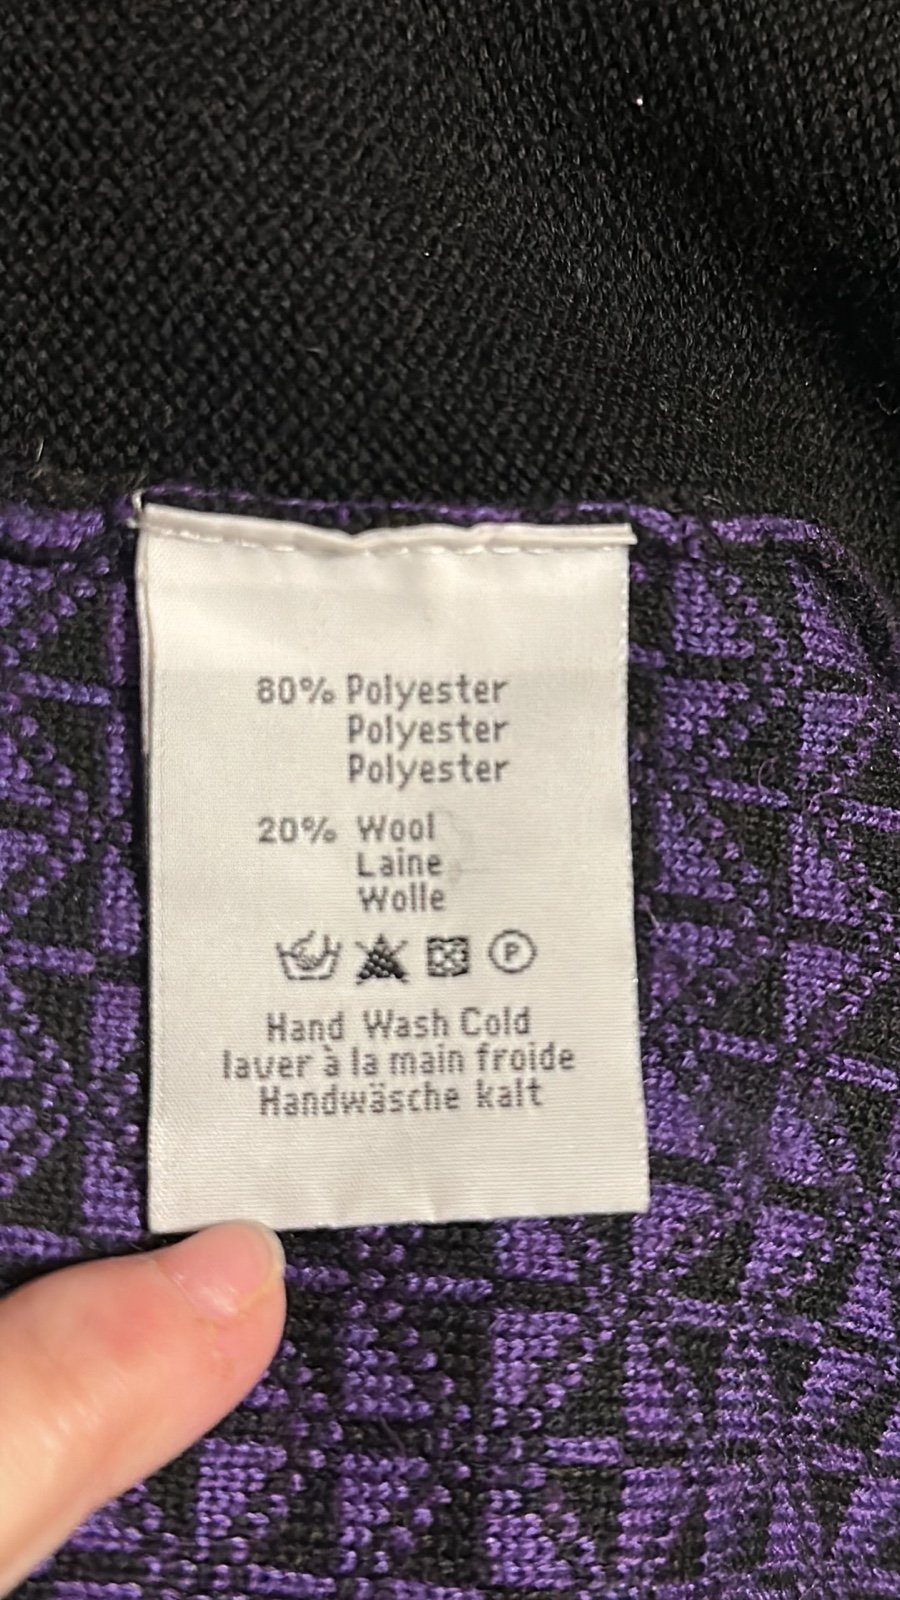 80% Polyester
Polyester
Polyester
20% Wool
Laine
Wolle
P
Hand Wash Cold
laver à la main froide
Handwäsche kalt